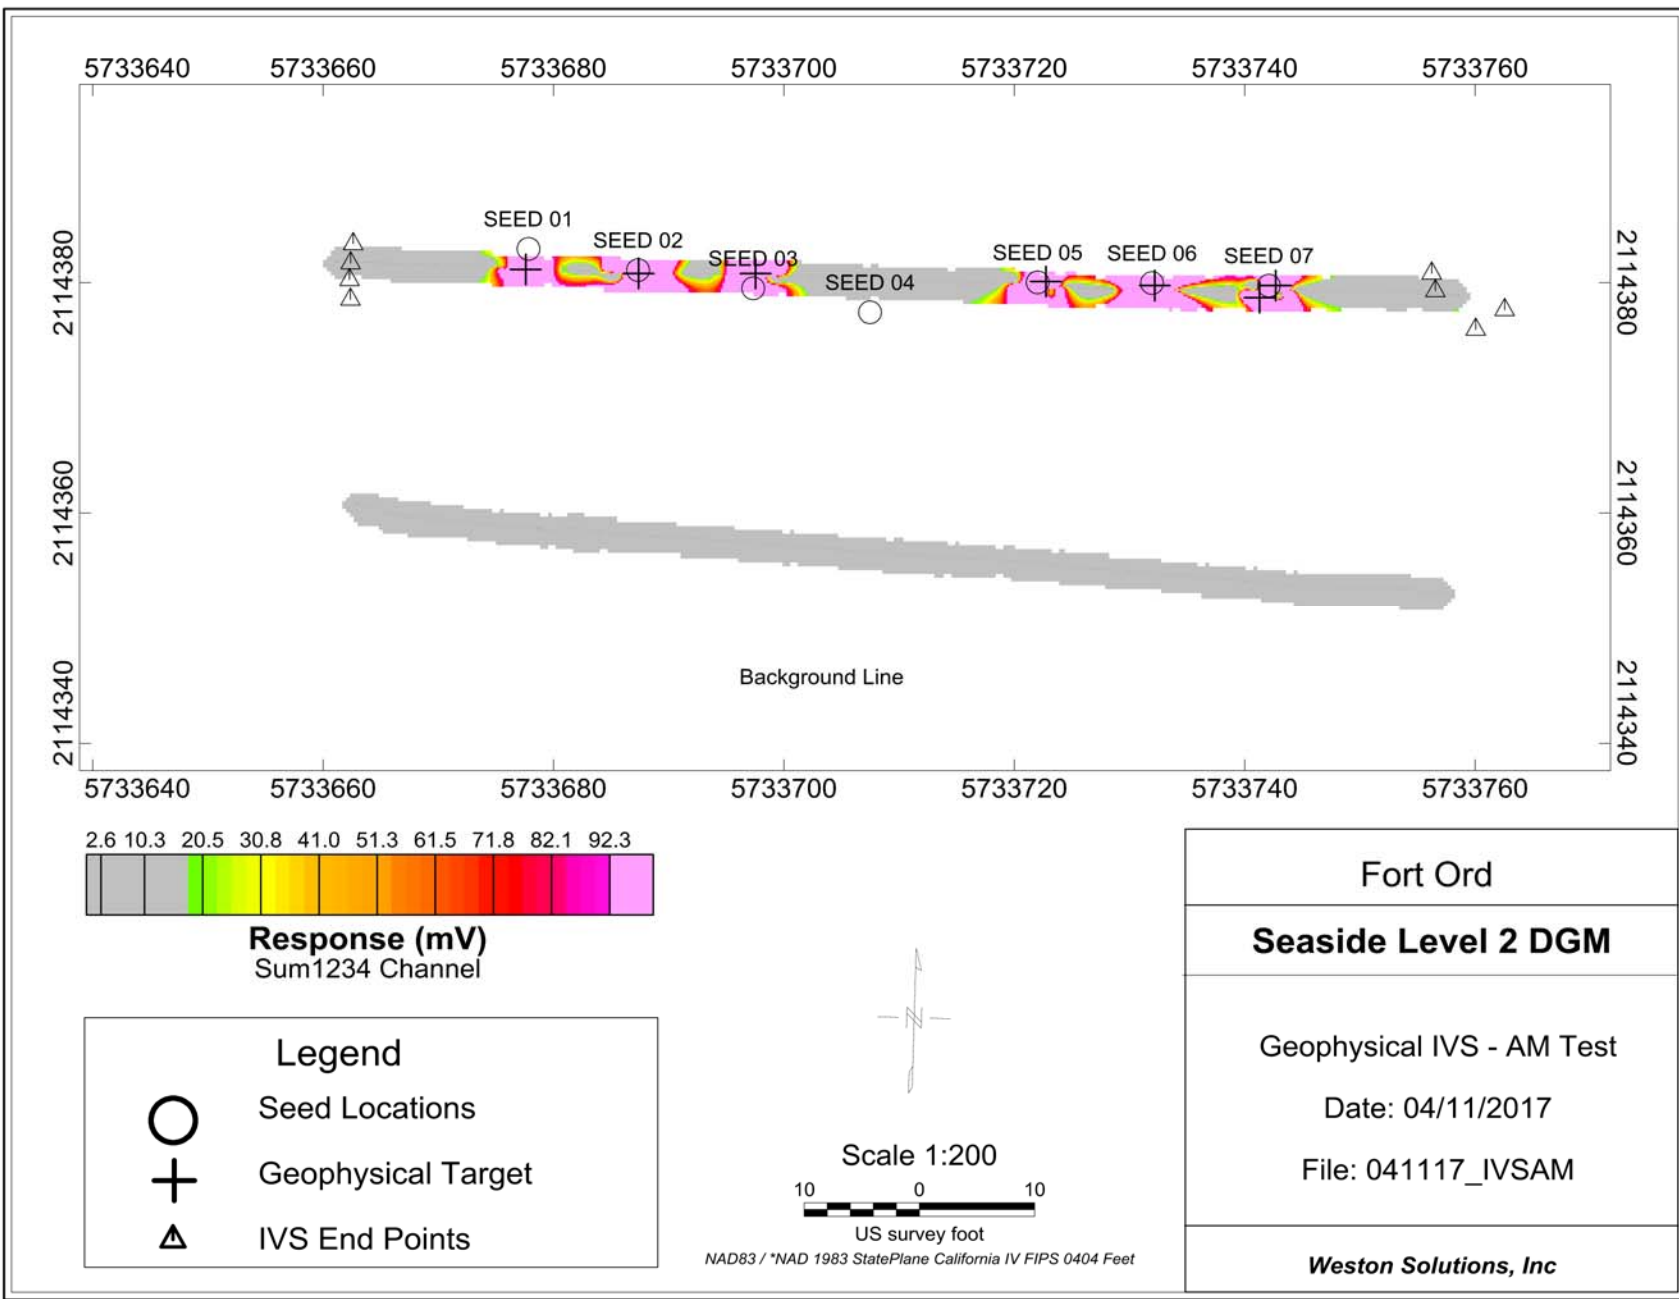 5733640 5733660 5733680 5733700 5733720 5733740 5733760
SEED 01
SEED 02
SEED 03
SEED 04
SEED 05
SEED 06
SEED 07
2114380 2114380
2114360 2114360
2114340 2114340
Background Line
5733640 5733660 5733680 5733700 5733720 5733740 5733760
2.6 10.3 20.5 30.8 41.0 51.3 61.5 71.8 82.1 92.3
Response (mV)
Sum1234 Channel
Legend
Seed Locations
Geophysical Target
IVS End Points
N
Scale 1:200
10 0 10
US survey foot
NAD83 / *NAD 1983 StatePlane California IV FIPS 0404 Feet
Fort Ord
Seaside Level 2 DGM
Geophysical IVS - AM Test
Date: 04/11/2017
File: 041117_IVSAM
Weston Solutions, Inc